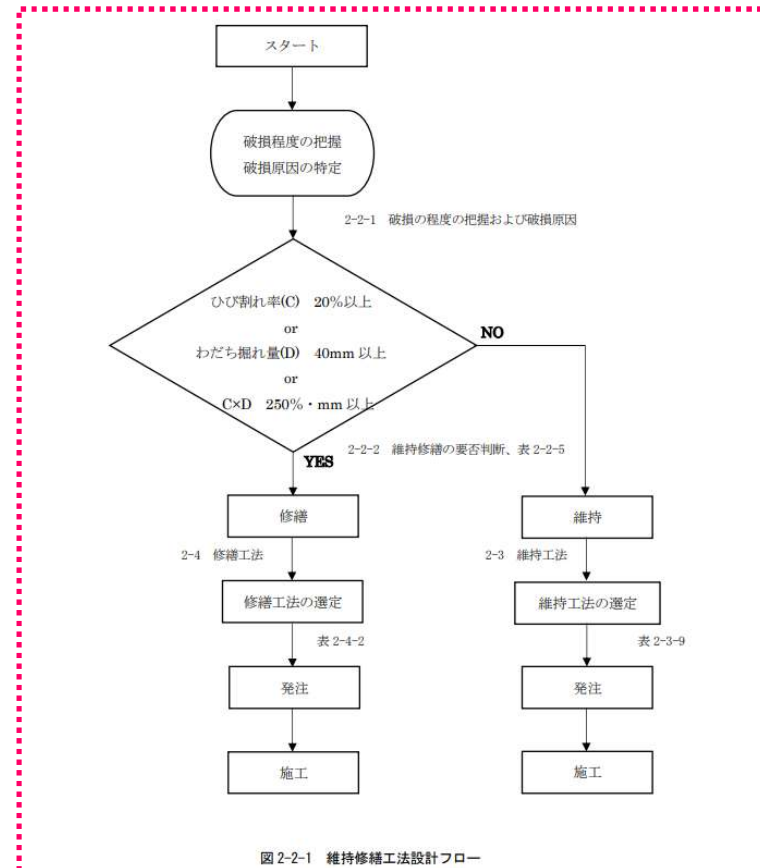 スタート
破損程度の把握
破損原因の特定
2-2-1 破損の程度の把握および破損原因
ひび割れ率(C) 20%以上
or
わだち掘れ量(D) 40mm 以上
or
C×D 250%・mm 以上
NO
2-2-2 維持修繕の要否判断、表 2-2-5
YES
修繕
維持
2-4 修繕工法
2-3 維持工法
修繕工法の選定
維持工法の選定
表 2-4-2
表 2-3-9
発注
発注
施工
施工
図 2-2-1 維持修繕工法設計フロー